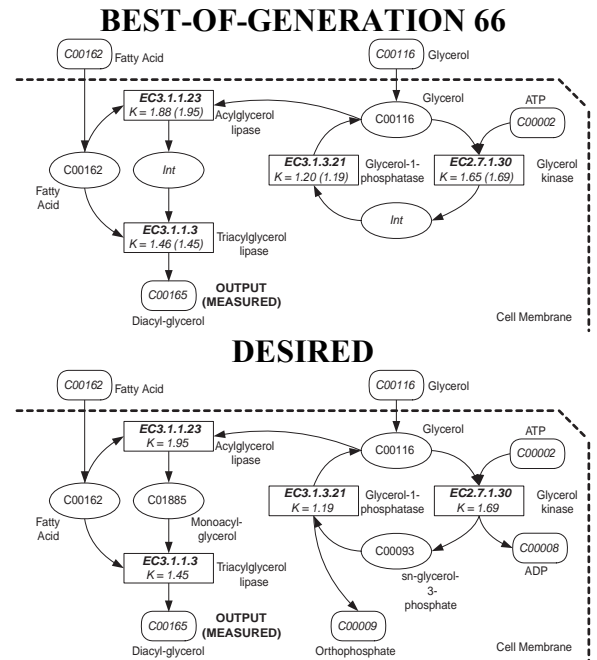 BEST-OF-GENERATION 66
C00162
Fatty Acid
C00116
Glycerol
EC3.1.1.23
K = 1.88 (1.95)
Acylglycerol
lipase
Glycerol
C00116
ATP
C00002
C00162
Fatty
Acid
Int
EC3.1.3.21
K = 1.20 (1.19)
Glycerol-1-
phosphatase
EC2.7.1.30
K = 1.65 (1.69)
Glycerol
kinase
Int
EC3.1.1.3
K = 1.46 (1.45)
Triacylglycerol
lipase
C00165
OUTPUT
(MEASURED)
Diacyl-glycerol
Cell Membrane
DESIRED
C00162
Fatty Acid
C00116
Glycerol
EC3.1.1.23
K = 1.95
Acylglycerol
lipase
Glycerol
C00116
ATP
C00002
C00162
Fatty
Acid
C01885
Monoacyl-
glycerol
EC3.1.3.21
K = 1.19
Glycerol-1-
phosphatase
EC2.7.1.30
K = 1.69
Glycerol
kinase
C00093
sn-glycerol-
3-
phosphate
C00008
ADP
EC3.1.1.3
K = 1.45
Triacylglycerol
lipase
C00165
OUTPUT
(MEASURED)
Diacyl-glycerol
C00009
Orthophosphate
Cell Membrane